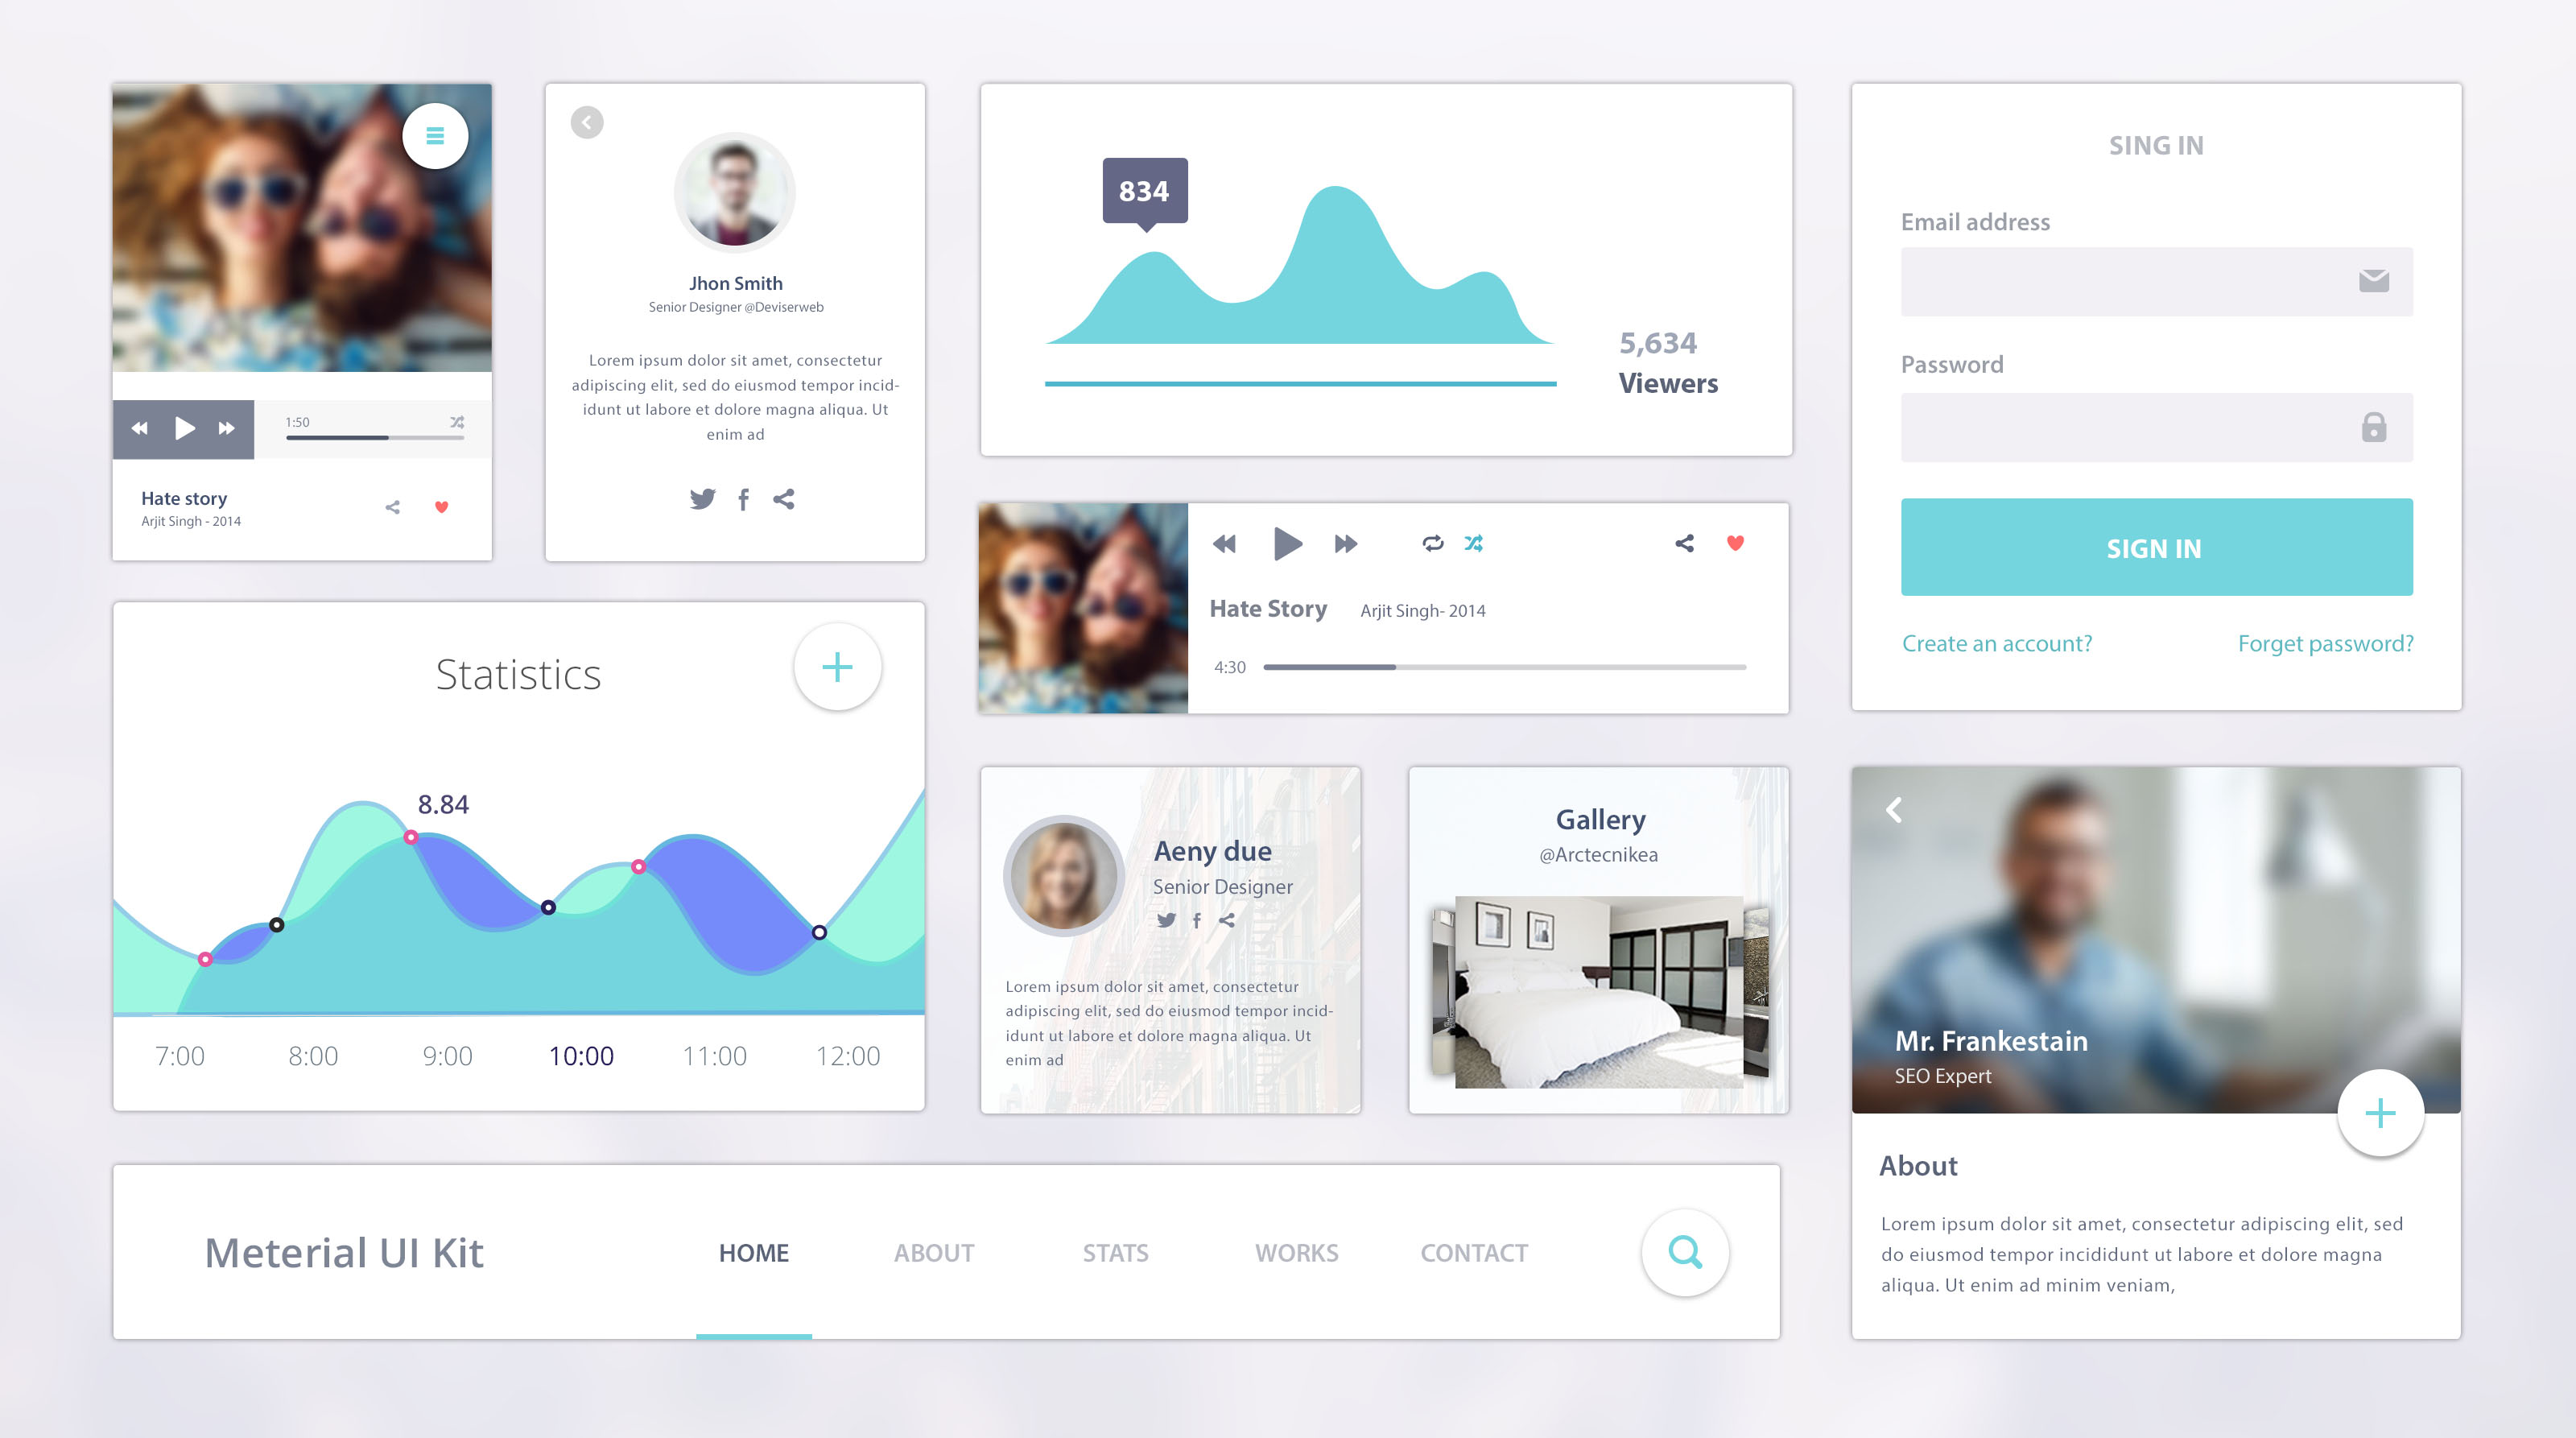 1:50
Hate story
Arjit Singh - 2014
Jhon Smith
Senior Designer @Deviserweb
Lorem ipsum dolor sit amet, consectetur
adipiscing elit, sed do eiusmod tempor incid-
idunt ut labore et dolore magna aliqua. Ut
enim ad
834
5,634
Viewers
SING IN
Email address
Password
SIGN IN
Create an account?
Forget password?
Hate Story
Arjit Singh- 2014
4:30
Statistics
8.84
7:00 8:00 9:00 10:00 11:00 12:00
Aeny due
Senior Designer
Lorem ipsum dolor sit amet, consectetur
adipiscing elit, sed do eiusmod tempor incid-
idunt ut labore et dolore magna aliqua. Ut
enim ad
Gallery
@Arctecnikea
Mr. Frankestain
SEO Expert
About
Lorem ipsum dolor sit amet, consectetur adipiscing elit, sed
do eiusmod tempor incididunt ut labore et dolore magna
aliqua. Ut enim ad minim veniam,
Meterial UI Kit
HOME ABOUT STATS WORKS CONTACT